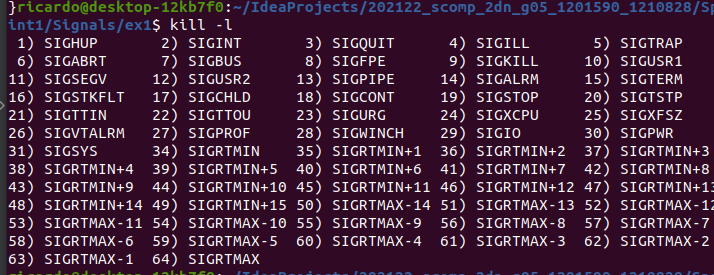 }ricardo@desktop-12kb7f0:~/IdeaProjects/202122_scomp_2dn_g05_1201590_1210828/Sp
int1/Signals/ex1$ kill -l
1) SIGHUP 2) SIGINT 3) SIGQUIT 4) SIGILL 5) SIGTRAP
6) SIGABRT 7) SIGBUS 8) SIGFPE 9) SIGKILL 10) SIGUSR1
11) SIGSEGV 12) SIGUSR2 13) SIGPIPE 14) SIGALRM 15) SIGTERM
16) SIGSTKFLT 17) SIGCHLD 18) SIGCONT 19) SIGSTOP 20) SIGTSTP
21) SIGTTIN 22) SIGTTOU 23) SIGURG 24) SIGXCPU 25) SIGXFSZ
26) SIGVTALRM 27) SIGPROF 28) SIGWINCH 29) SIGIO 30) SIGPWR
31) SIGSYS 34) SIGRTMIN 35) SIGRTMIN+1 36) SIGRTMIN+2 37) SIGRTMIN+3
38) SIGRTMIN+4 39) SIGRTMIN+5 40) SIGRTMIN+6 41) SIGRTMIN+7 42) SIGRTMIN+8
43) SIGRTMIN+9 44) SIGRTMIN+10 45) SIGRTMIN+11 46) SIGRTMIN+12 47) SIGRTMIN+13
48) SIGRTMIN+14 49) SIGRTMIN+15 50) SIGRTMAX-14 51) SIGRTMAX-13 52) SIGRTMAX-12
53) SIGRTMAX-11 54) SIGRTMAX-10 55) SIGRTMAX-9 56) SIGRTMAX-8 57) SIGRTMAX-7
58) SIGRTMAX-6 59) SIGRTMAX-5 60) SIGRTMAX-4 61) SIGRTMAX-3 62) SIGRTMAX-2
63) SIGRTMAX-1 64) SIGRTMAX